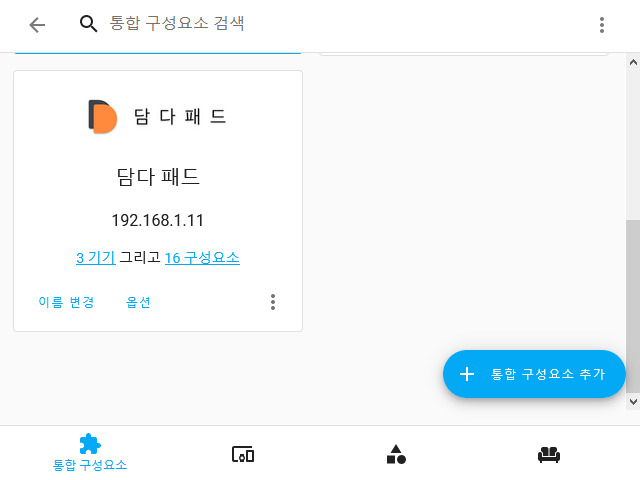 통합 구성요소 검색
담 다 패 드
담다 패드
192.168.1.11
3 기기 그리고 16 구성요소
이름 변경 옵션
통합 구성요소 추가
통합 구성요소